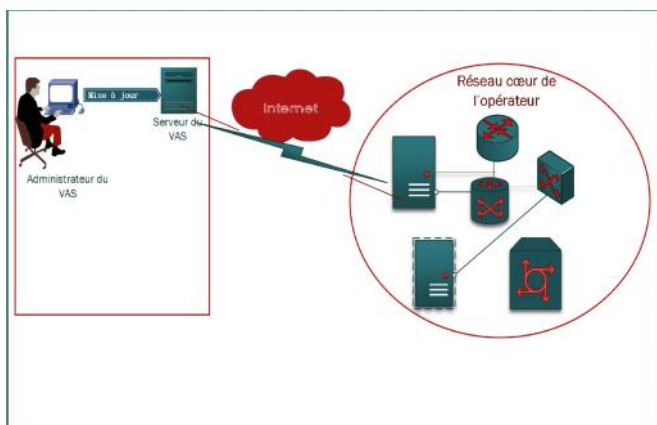 Mise à jour
Serveur du
VAS
Administrateur du
VAS
Internet
Réseau cœur de
l'opérateur